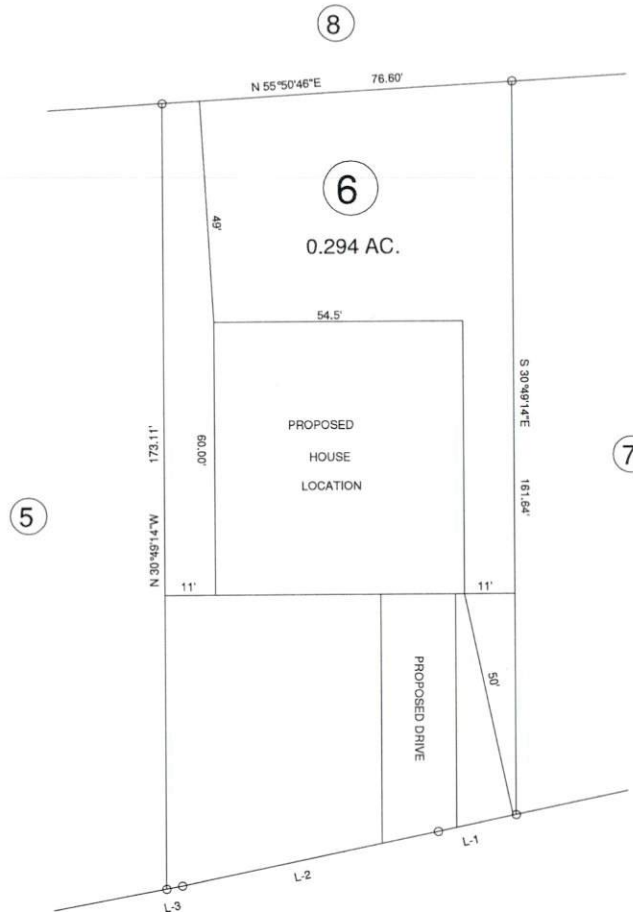 8
N 55°50'46"E 76.60'
6
0.294 AC.
49'
54.5'
S 30°49'14"E 161.64'
PROPOSED
HOUSE
LOCATION
60.00'
N 30°49'14"W 173.11'
7
5
11'
11'
PROPOSED DRIVE
50'
L-1
L-2
L-3